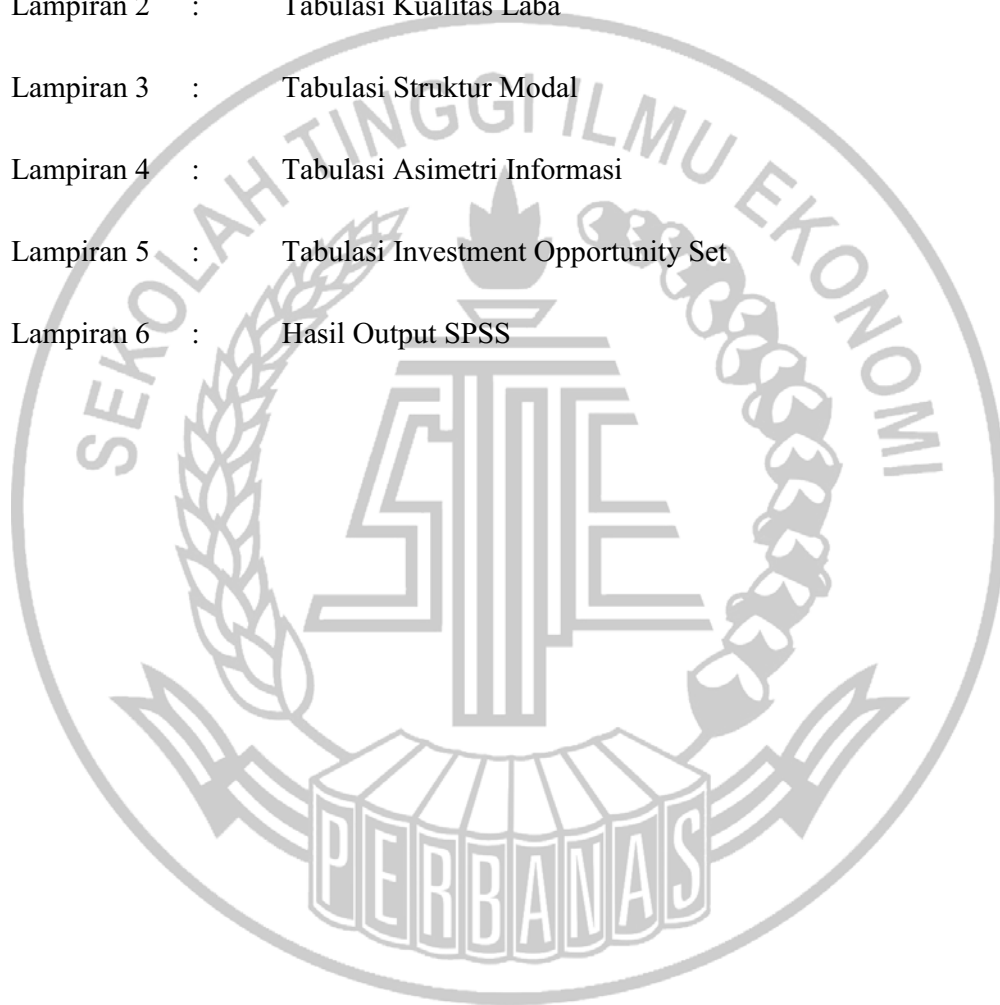 Lampiran 2 : Tabulasi Kualitas Laba
Lampiran 3 : Tabulasi Struktur Modal
Lampiran 4 : Tabulasi Asimetri Informasi
Lampiran 5 : Tabulasi Investment Opportunity Set
Lampiran 6 : Hasil Output SPSS
SEKOLAH TINGGI ILMU EKONOMI
STIE
PERBANAS